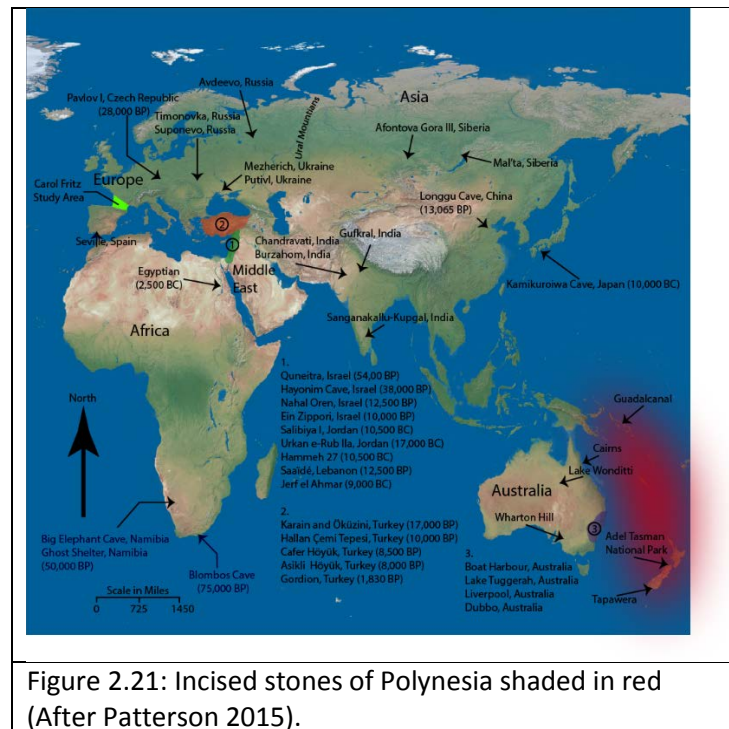 Avdeevo, Russia
Asia
Pavlov I, Czech Republic
(28,000 BP)
Timonovka, Russia
Suponevo, Russia
Ural Mountians
Afontova Gora III, Siberia
Mal'ta, Siberia
Mezherich, Ukraine
Putivl, Ukraine
Europe
Carol Fritz
Study Area
Longgu Cave, China
(13,065 BP)
2
1
Gufkral, India
Seville, Spain
Chandravati, India
Burzahom, India
Egyptian
(2,500 BC)
Middle
East
Kamikuroiwa Cave, Japan (10,000 BC)
Africa
Sanganakallu-Kupgal, India
1.
Quneitra, Israel (54,00 BP)
Hayonim Cave, Israel (38,000 BP)
Nahal Oren, Israel (12,500 BP)
Ein Zippori, Israel (10,000 BP)
Salibiya I, Jordan (10,500 BC)
Urkan e-Rub IIa, Jordan (17,000 BC)
Hammeh 27 (10,500 BC)
Saaïdé, Lebanon (12,500 BP)
Jerf el Ahmar (9,000 BC)
North
Guadalcanal
Cairns
Lake Wonditti
Australia
Wharton Hill
3
Adel Tasman
National Park
Tapawera
Big Elephant Cave, Namibia
Ghost Shelter, Namibia
(50,000 BP)
Blombos Cave
(75,000 BP)
2.
Karain and Öküzini, Turkey (17,000 BP)
Hallan Çemi Tepesi, Turkey (10,000 BP)
Cafer Höyük, Turkey (8,500 BP)
Asikli Höyük, Turkey (8,000 BP)
Gordion, Turkey (1,830 BP)
3.
Boat Harbour, Australia
Lake Tuggerah, Australia
Liverpool, Australia
Dubbo, Australia
Scale in Miles
0 725 1450
Figure 2.21: Incised stones of Polynesia shaded in red
(After Patterson 2015).